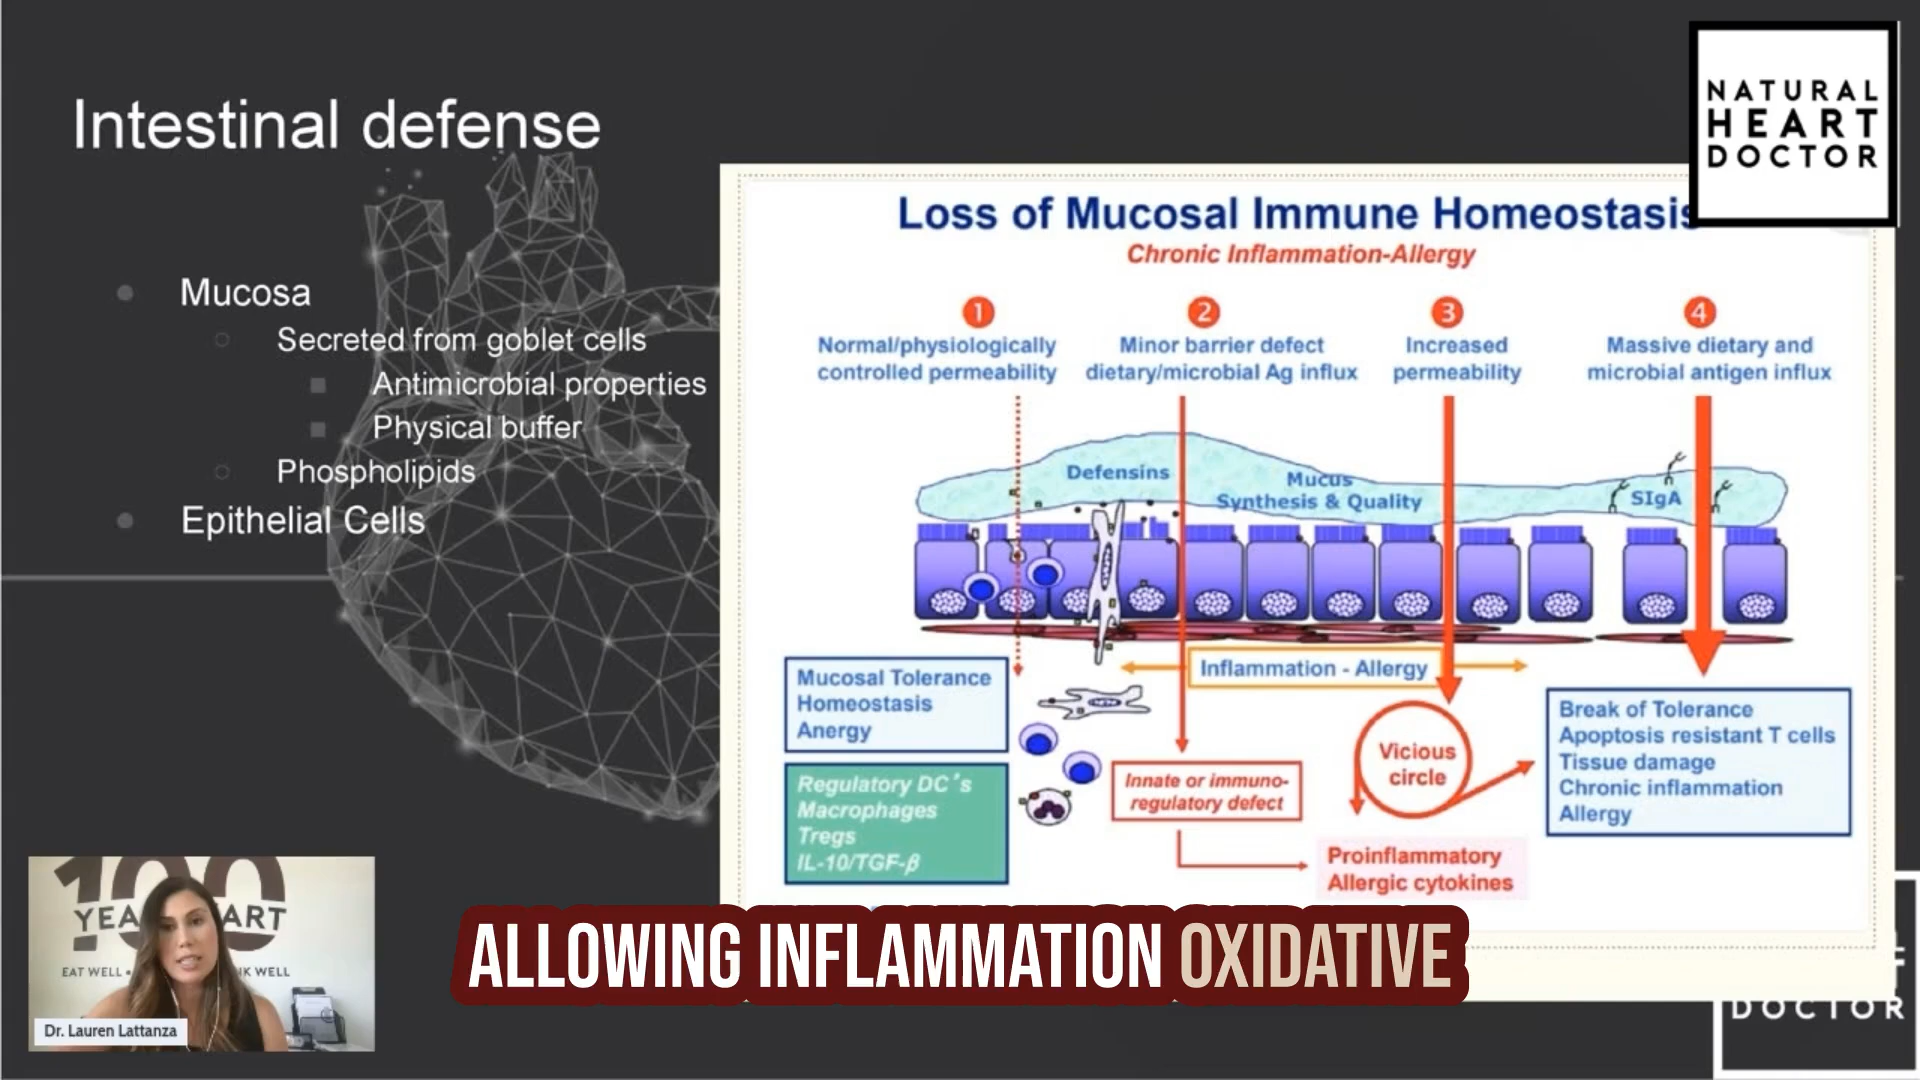 Intestinal defense
Mucosa
Secreted from goblet cells
Antimicrobial properties
Physical buffer
Phospholipids
Epithelial Cells
NATURAL
HEART
DOCTOR
Loss of Mucosal Immune Homeostasis
Chronic Inflammation-Allergy
1
Normal/physiologically
controlled permeability
2
Minor barrier defect
dietary/microbial Ag influx
3
Increased
permeability
4
Massive dietary and
microbial antigen influx
Defensins
Mucus
Synthesis & Quality
SIgA
Inflammation - Allergy
Mucosal Tolerance
Homeostasis
Anergy
Regulatory DC's
Macrophages
Tregs
IL-10/TGF-β
Innate or immuno-
regulatory defect
Vicious
circle
Proinflammatory
Allergic cytokines
Break of Tolerance
Apoptosis resistant T cells
Tissue damage
Chronic inflammation
Allergy
100
YEA ART
EAT WELL • NK WELL
Dr. Lauren Lattanza
ALLOWING INFLAMMATION OXIDATIVE
DOCTOR